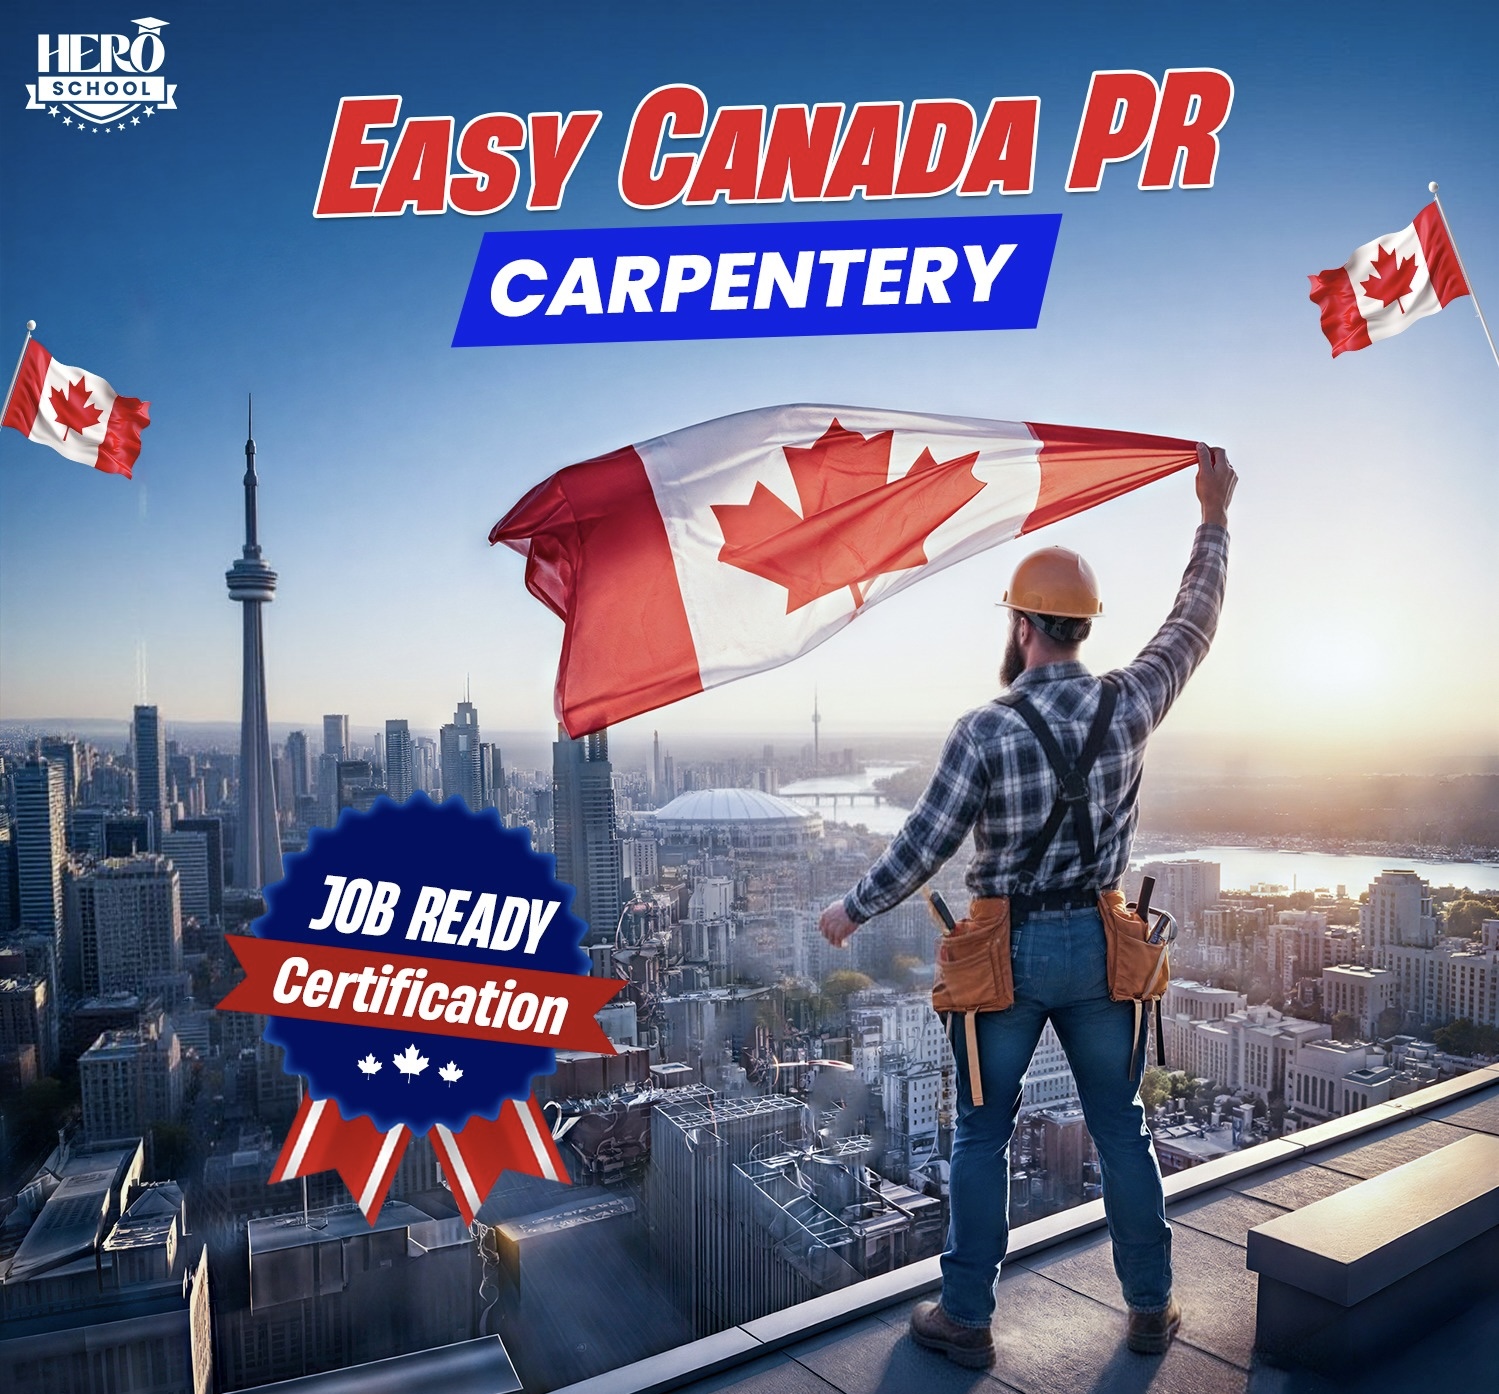 HERO
SCHOOL
EASY CANADA PR
CARPENTERY
JOB READY
Certification